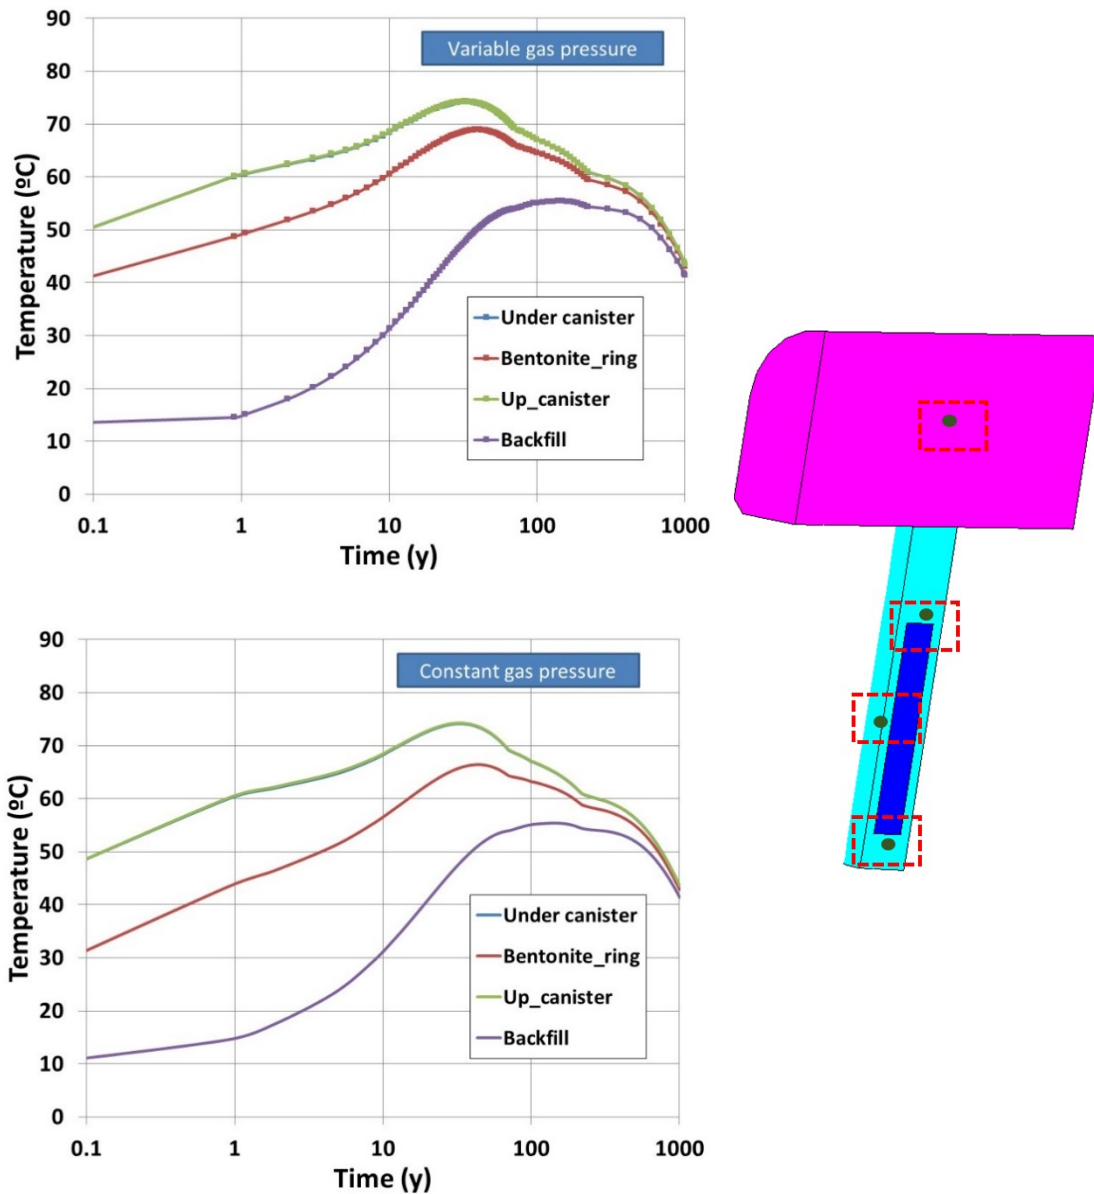 90
Variable gas pressure
80
70
60
50
40
30
20
10
0
Temperature (ºC)
Under canister
Bentonite_ring
Up_canister
Backfill
0.1 1 10 100 1000
Time (y)
90
Constant gas pressure
80
70
60
50
40
30
20
10
0
Temperature (ºC)
Under canister
Bentonite_ring
Up_canister
Backfill
0.1 1 10 100 1000
Time (y)